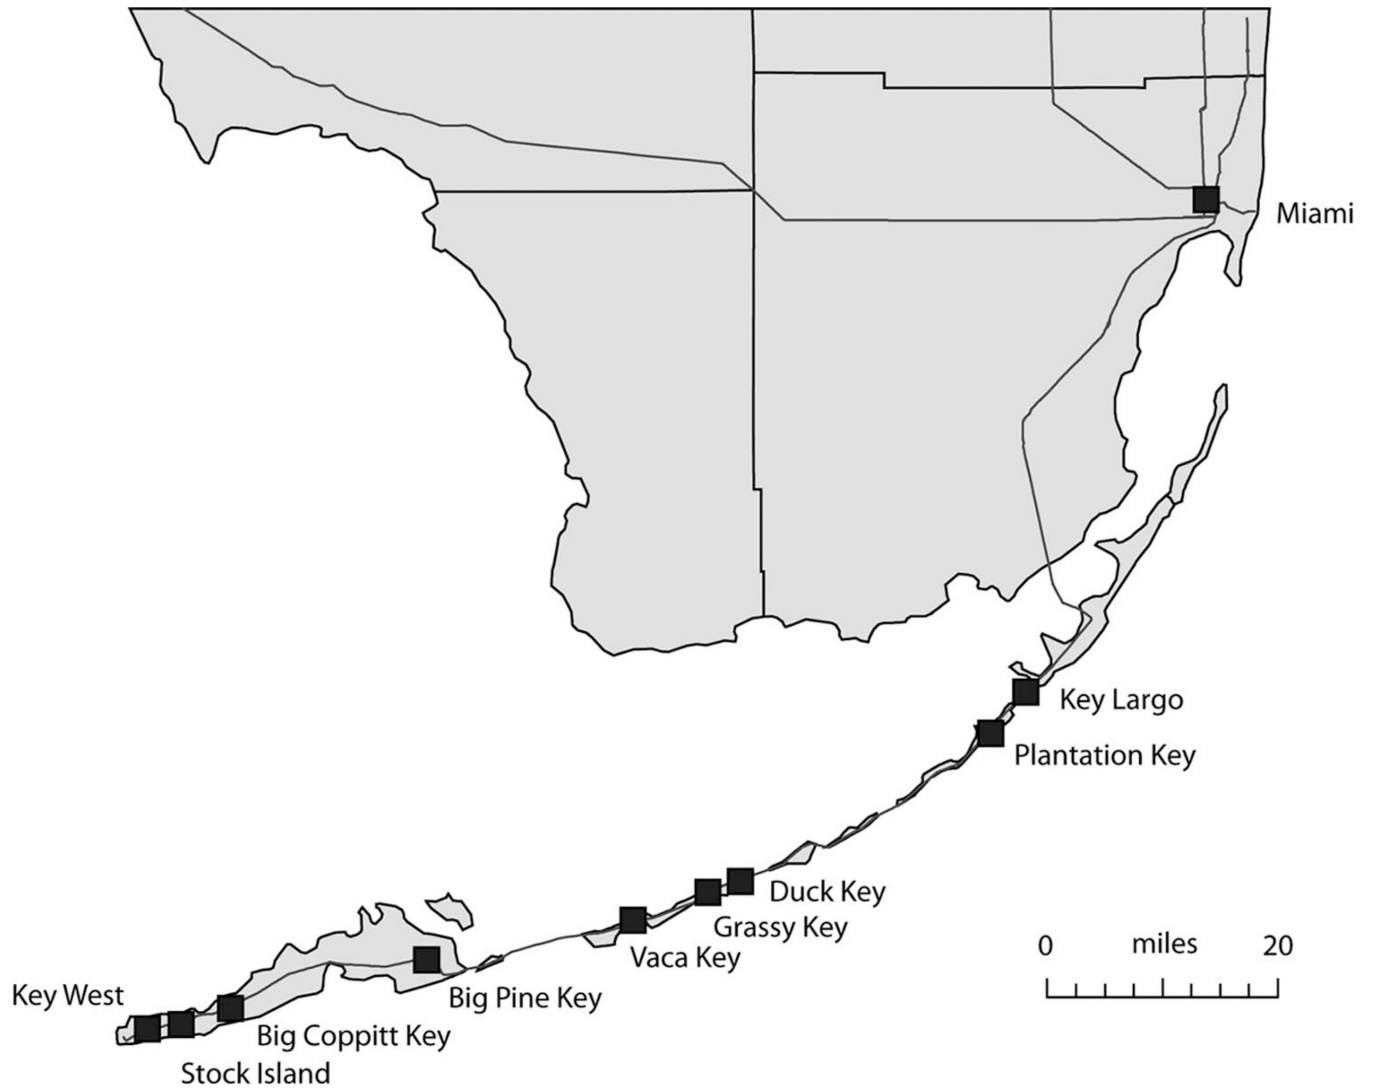 Miami
Key Largo
Plantation Key
Duck Key
Grassy Key
Vaca Key
0 miles 20
Big Pine Key
Key West
Big Coppitt Key
Stock Island